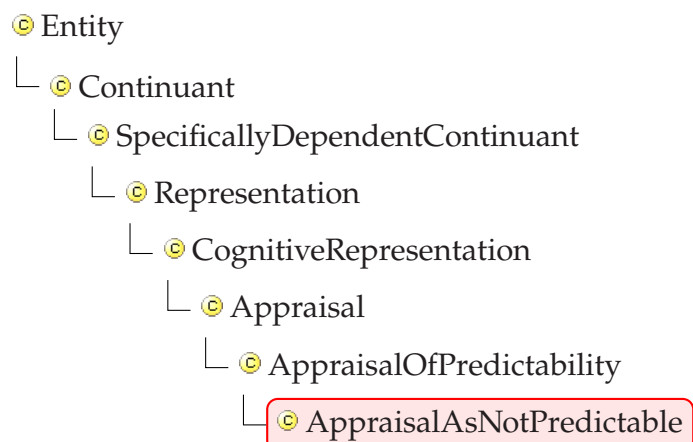 Entity
Continuant
SpecificallyDependentContinuant
Representation
CognitiveRepresentation
Appraisal
AppraisalOfPredictability
AppraisalAsNotPredictable